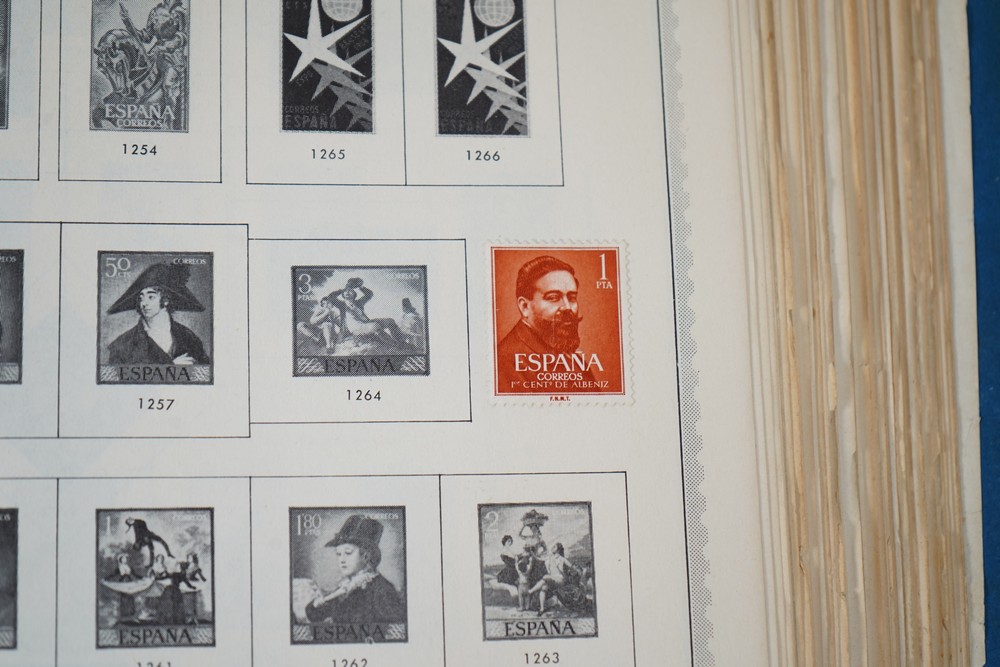 ESPAÑA
CORREOS
1254
CORREOS
ESPAÑA
1265
ESPAÑA
1266
50
CTS
CORREOS
ESPAÑA
1257
3
PTAS
CORREOS
ESPAÑA
1264
1
PTA
ESPAÑA
CORREOS
1er CENTº DE ALBENIZ
F.N.M.T.
1
CORREOS
ESPAÑA
1261
1'80
PTAS
CORREOS
ESPAÑA
1262
2
CORREOS
ESPAÑA
1263